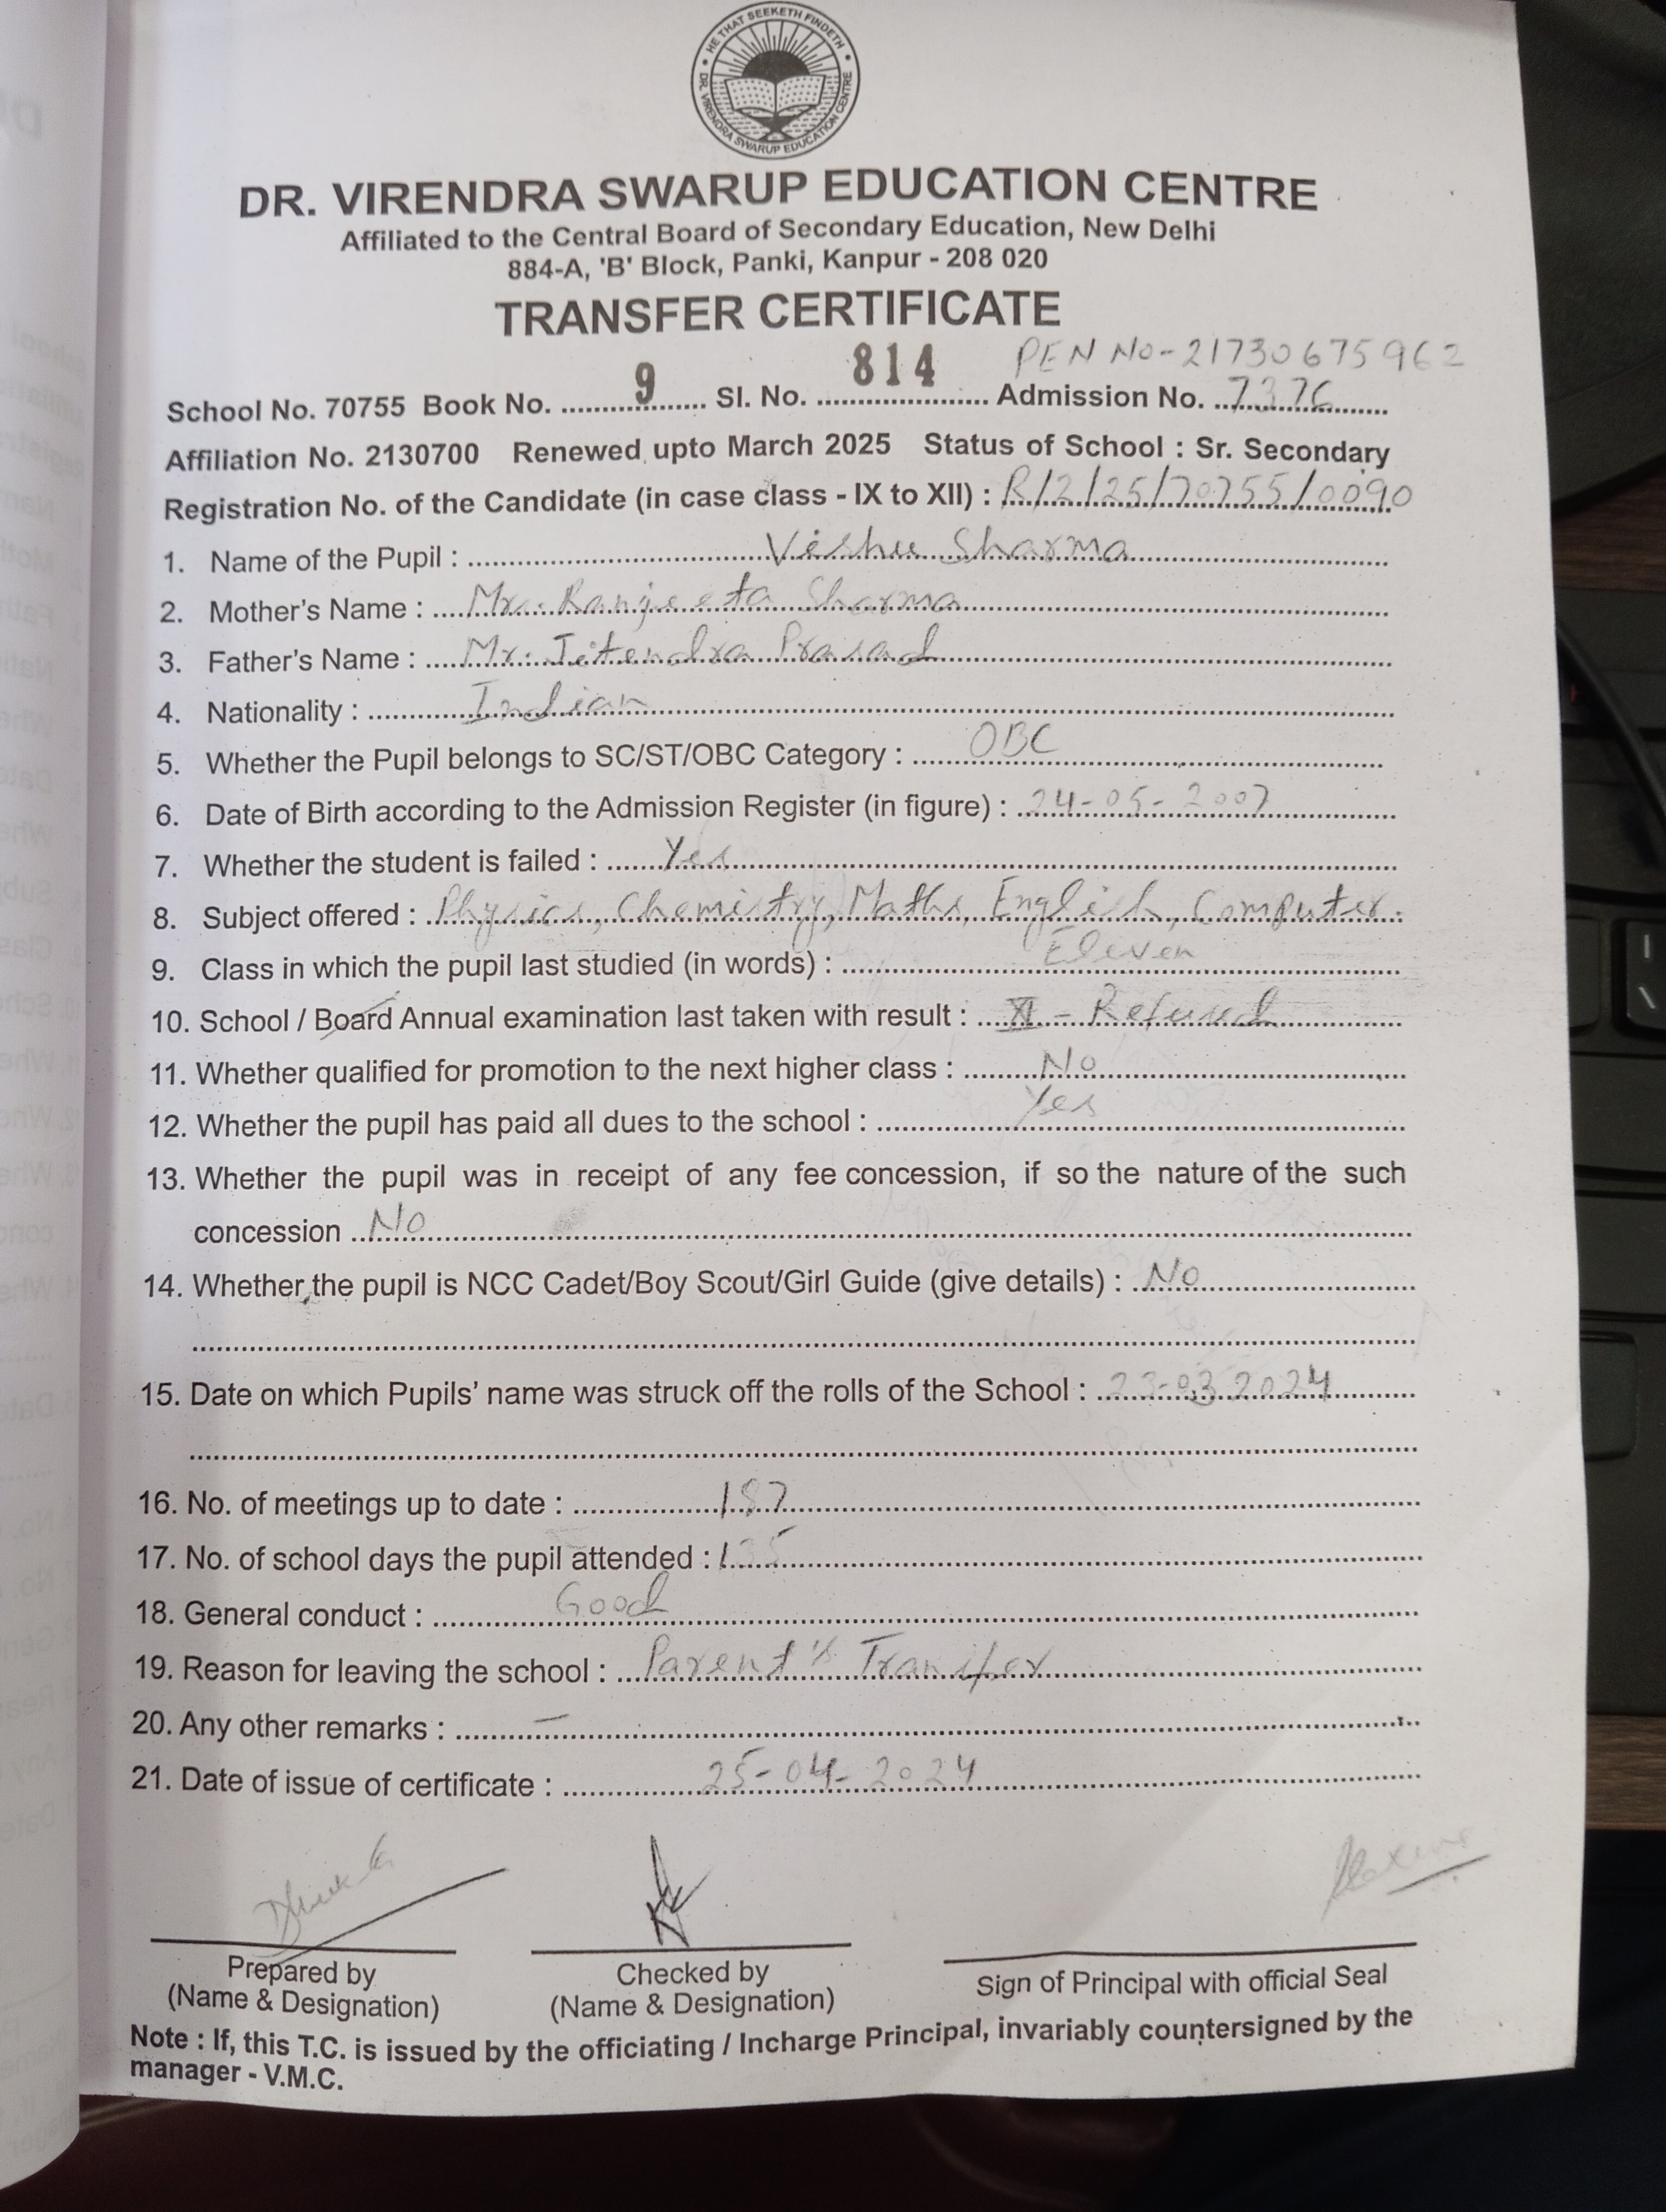 HE THAT SEEKETH FINDETH
DR. VIRENDRA SWARUP EDUCATION CENTRE
DR. VIRENDRA SWARUP EDUCATION CENTRE
Affiliated to the Central Board of Secondary Education, New Delhi
884-A, 'B' Block, Panki, Kanpur - 208 020
TRANSFER CERTIFICATE
PEN No-21730675962
School No. 70755 Book No. 9 Sl. No. 814 Admission No. 7376
Affiliation No. 2130700 Renewed upto March 2025 Status of School : Sr. Secondary
Registration No. of the Candidate (in case class - IX to XII) : R/2/25/70755/0090
1. Name of the Pupil : Vishu Sharma
2. Mother's Name : Mrs. Ranjeeta Sharma
3. Father's Name : Mr. Jitendra Prasad
4. Nationality : Indian
5. Whether the Pupil belongs to SC/ST/OBC Category : OBC
6. Date of Birth according to the Admission Register (in figure) : 24-05-2007
7. Whether the student is failed : Yes
8. Subject offered : Physics, Chemistry, Maths, English, Computer.
9. Class in which the pupil last studied (in words) : Eleven
10. School / Board Annual examination last taken with result : XI - Refused
11. Whether qualified for promotion to the next higher class : No
12. Whether the pupil has paid all dues to the school : Yes
13. Whether the pupil was in receipt of any fee concession, if so the nature of the such
concession No
14. Whether the pupil is NCC Cadet/Boy Scout/Girl Guide (give details) : No
15. Date on which Pupils' name was struck off the rolls of the School : 23-03-2024
16. No. of meetings up to date : 187
17. No. of school days the pupil attended : 135
18. General conduct : Good
19. Reason for leaving the school : Parent's Transfer
20. Any other remarks : —
21. Date of issue of certificate : 25-04-2024
Prepared by
(Name & Designation)
Checked by
(Name & Designation)
Sign of Principal with official Seal
Note : If, this T.C. is issued by the officiating / Incharge Principal, invariably countersigned by the
manager - V.M.C.